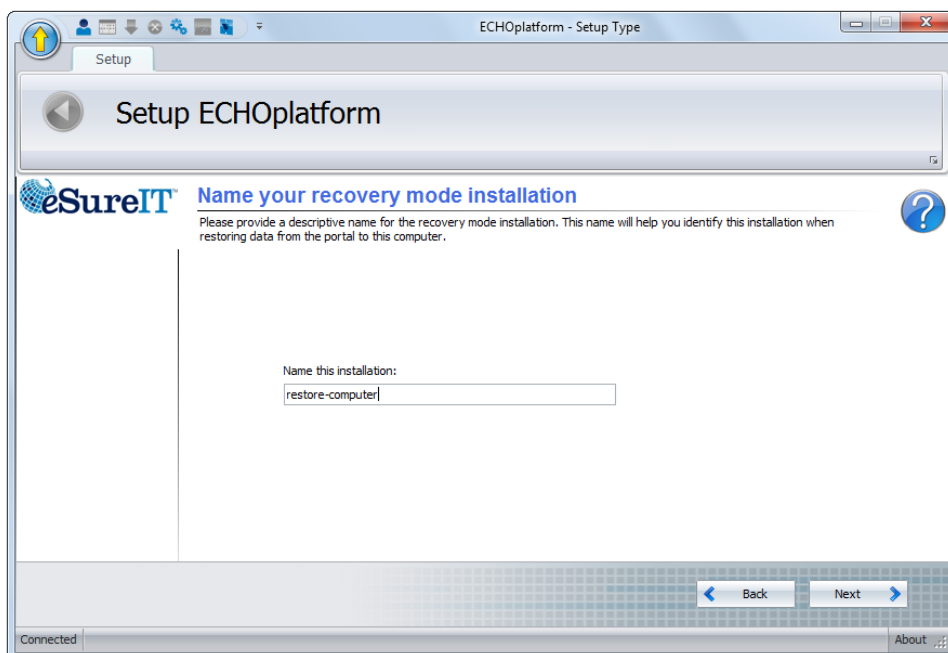 ECHOplatform - Setup Type
Setup
Setup ECHOplatform
eSureIT™
Name your recovery mode installation
Please provide a descriptive name for the recovery mode installation. This name will help you identify this installation when
restoring data from the portal to this computer.
?
Name this installation:
restore-computer
Back
Next
Connected
About